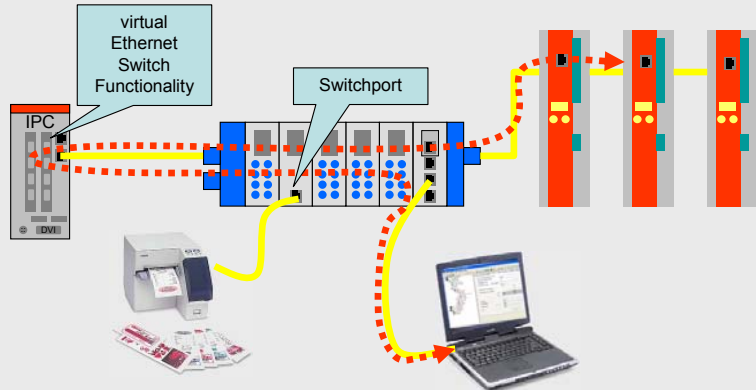 virtual
Ethernet
Switch
Functionality
Switchport
IPC
DVI